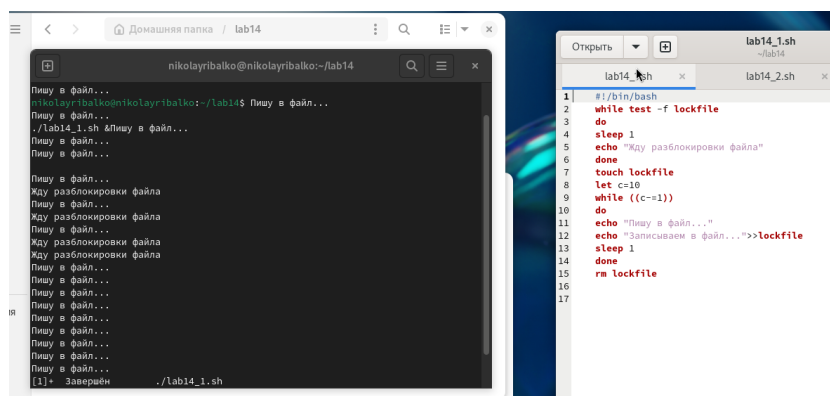 Домашняя папка / lab14
nikolayribalko@nikolayribalko:~/lab14
Пишу в файл...
nikolayribalko@nikolayribalko:~/lab14$ Пишу в файл...
Пишу в файл...
./lab14_1.sh &Пишу в файл...
Пишу в файл...
Пишу в файл...
Пишу в файл...
Жду разблокировки файла
Пишу в файл...
Жду разблокировки файла
Пишу в файл...
Жду разблокировки файла
Жду разблокировки файла
Пишу в файл...
Пишу в файл...
Пишу в файл...
Пишу в файл...
Пишу в файл...
Пишу в файл...
Пишу в файл...
Пишу в файл...
Пишу в файл...
[1]+ Завершён ./lab14_1.sh
ия
Открыть
lab14_1.sh
~/lab14
lab14_1.sh
lab14_2.sh
1 #!/bin/bash
2 while test -f lockfile
3 do
4 sleep 1
5 echo "Жду разблокировки файла"
6 done
7 touch lockfile
8 let c=10
9 while ((c-=1))
10 do
11 echo "Пишу в файл..."
12 echo "Записываем в файл...">>lockfile
13 sleep 1
14 done
15 rm lockfile
16
17